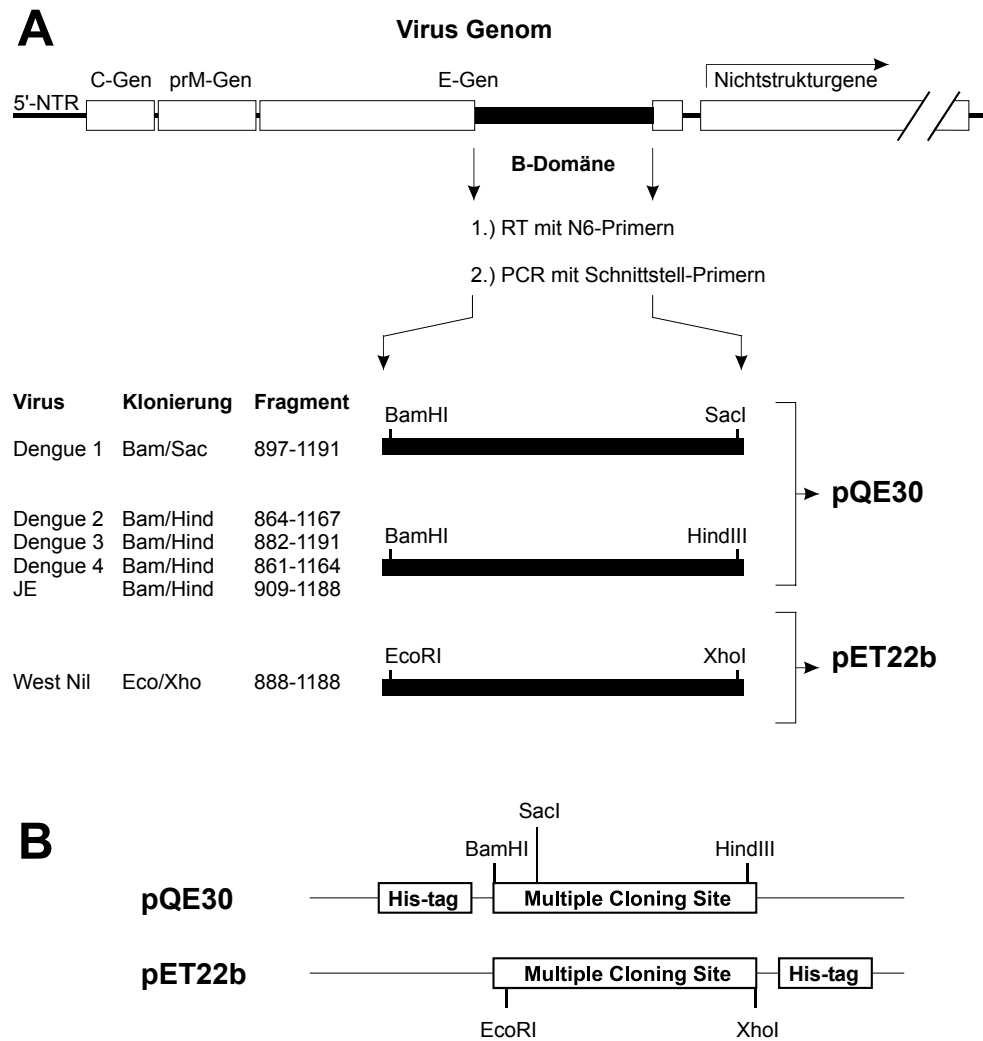 A
Virus Genom
C-Gen prM-Gen E-Gen Nichtstrukturgene
5'-NTR
B-Domäne
1.) RT mit N6-Primern
2.) PCR mit Schnittstell-Primern
Virus Klonierung Fragment
BamHI SacI
Dengue 1 Bam/Sac 897-1191
pQE30
Dengue 2 Bam/Hind 864-1167
Dengue 3 Bam/Hind 882-1191
BamHI HindIII
Dengue 4 Bam/Hind 861-1164
JE Bam/Hind 909-1188
EcoRI XhoI
pET22b
West Nil Eco/Xho 888-1188
B
SacI
BamHI HindIII
pQE30 His-tag Multiple Cloning Site
pET22b Multiple Cloning Site His-tag
EcoRI XhoI